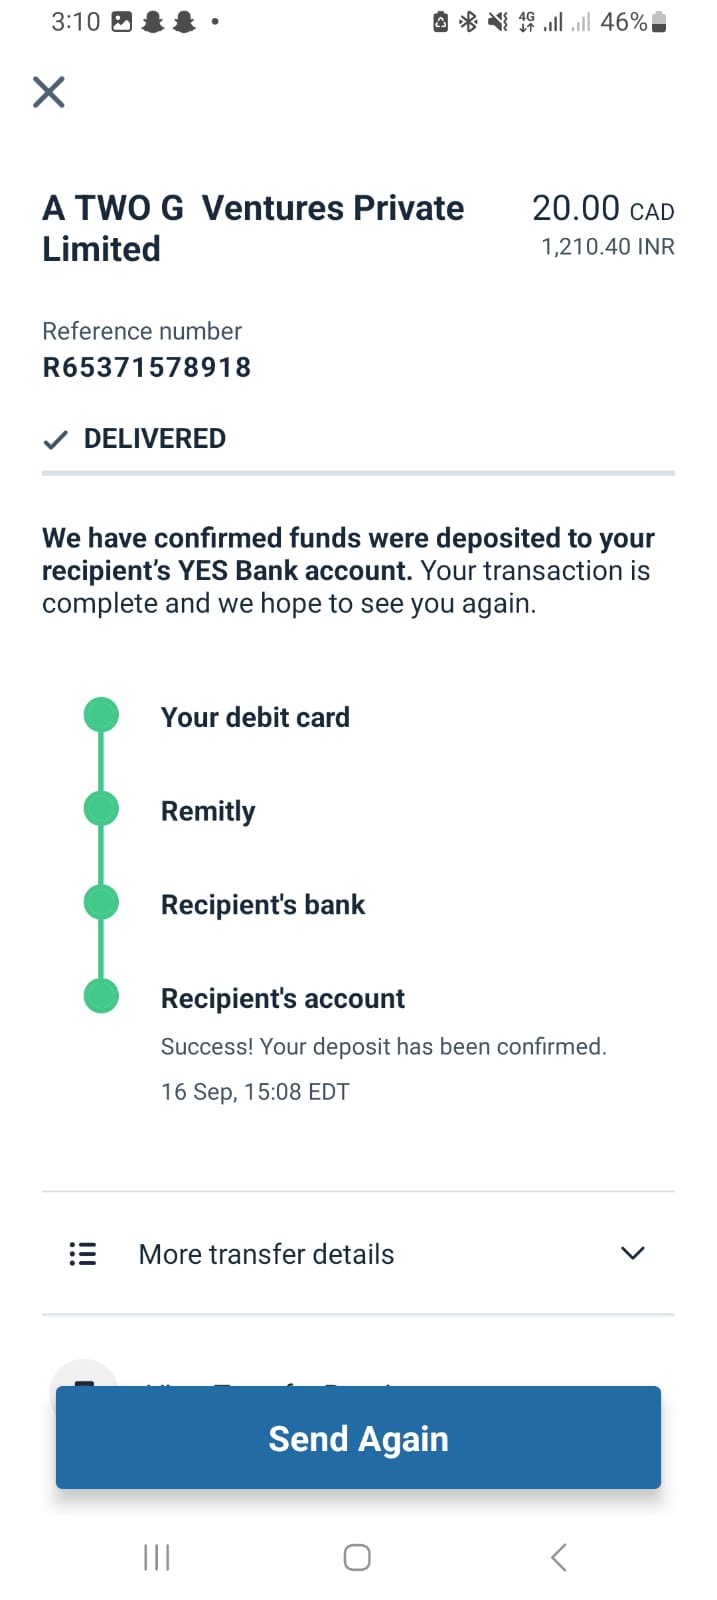 3:10
4G 46%
A TWO G Ventures Private
Limited
20.00 CAD
1,210.40 INR
Reference number
R65371578918
DELIVERED
We have confirmed funds were deposited to your
recipient’s YES Bank account. Your transaction is
complete and we hope to see you again.
Your debit card
Remitly
Recipient's bank
Recipient's account
Success! Your deposit has been confirmed.
16 Sep, 15:08 EDT
More transfer details
Send Again